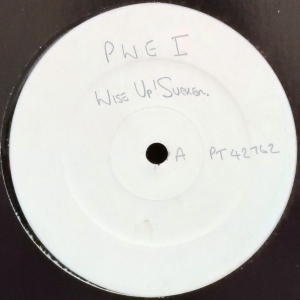 PWEI
Wise Up! Sucker.
A PT 42762